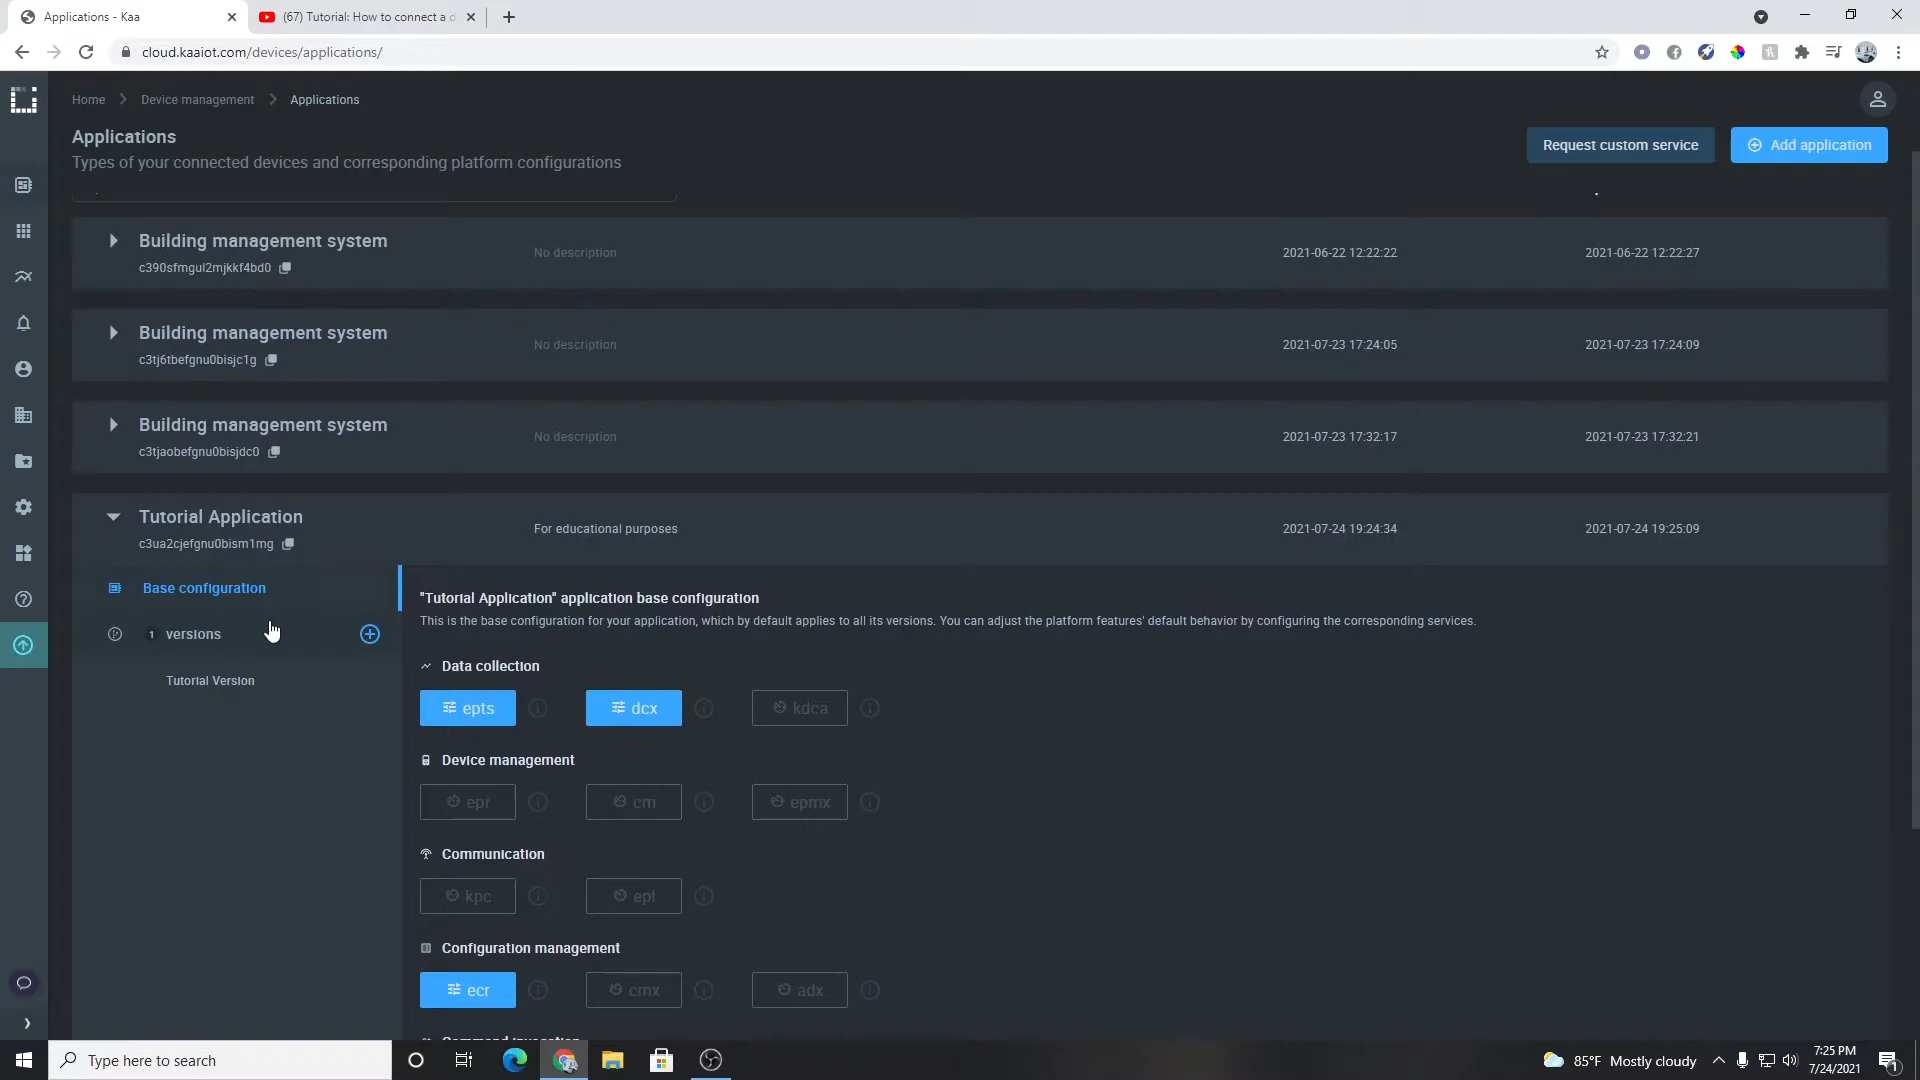 Applications - Kaa
(67) Tutorial: How to connect a d
cloud.kaaiot.com/devices/applications/
Home
Device management
Applications
Applications
Types of your connected devices and corresponding platform configurations
Request custom service
Add application
Building management system
No description
2021-06-22 12:22:22
2021-06-22 12:22:27
c390sfmgul2mjkkf4bd0
Building management system
No description
2021-07-23 17:24:05
2021-07-23 17:24:09
c3tj6tbefgnu0bisjc1g
Building management system
No description
2021-07-23 17:32:17
2021-07-23 17:32:21
c3tjaobefgnu0bisjdc0
Tutorial Application
For educational purposes
2021-07-24 19:24:34
2021-07-24 19:25:09
c3ua2cjefgnu0bism1mg
Base configuration
1 versions
Tutorial Version
"Tutorial Application" application base configuration
This is the base configuration for your application, which by default applies to all its versions. You can adjust the platform features' default behavior by configuring the corresponding services.
Data collection
epts
dcx
kdca
Device management
epr
cm
epmx
Communication
kpc
epl
Configuration management
ecr
cmx
adx
Type here to search
85°F Mostly cloudy
7:25 PM
7/24/2021
1